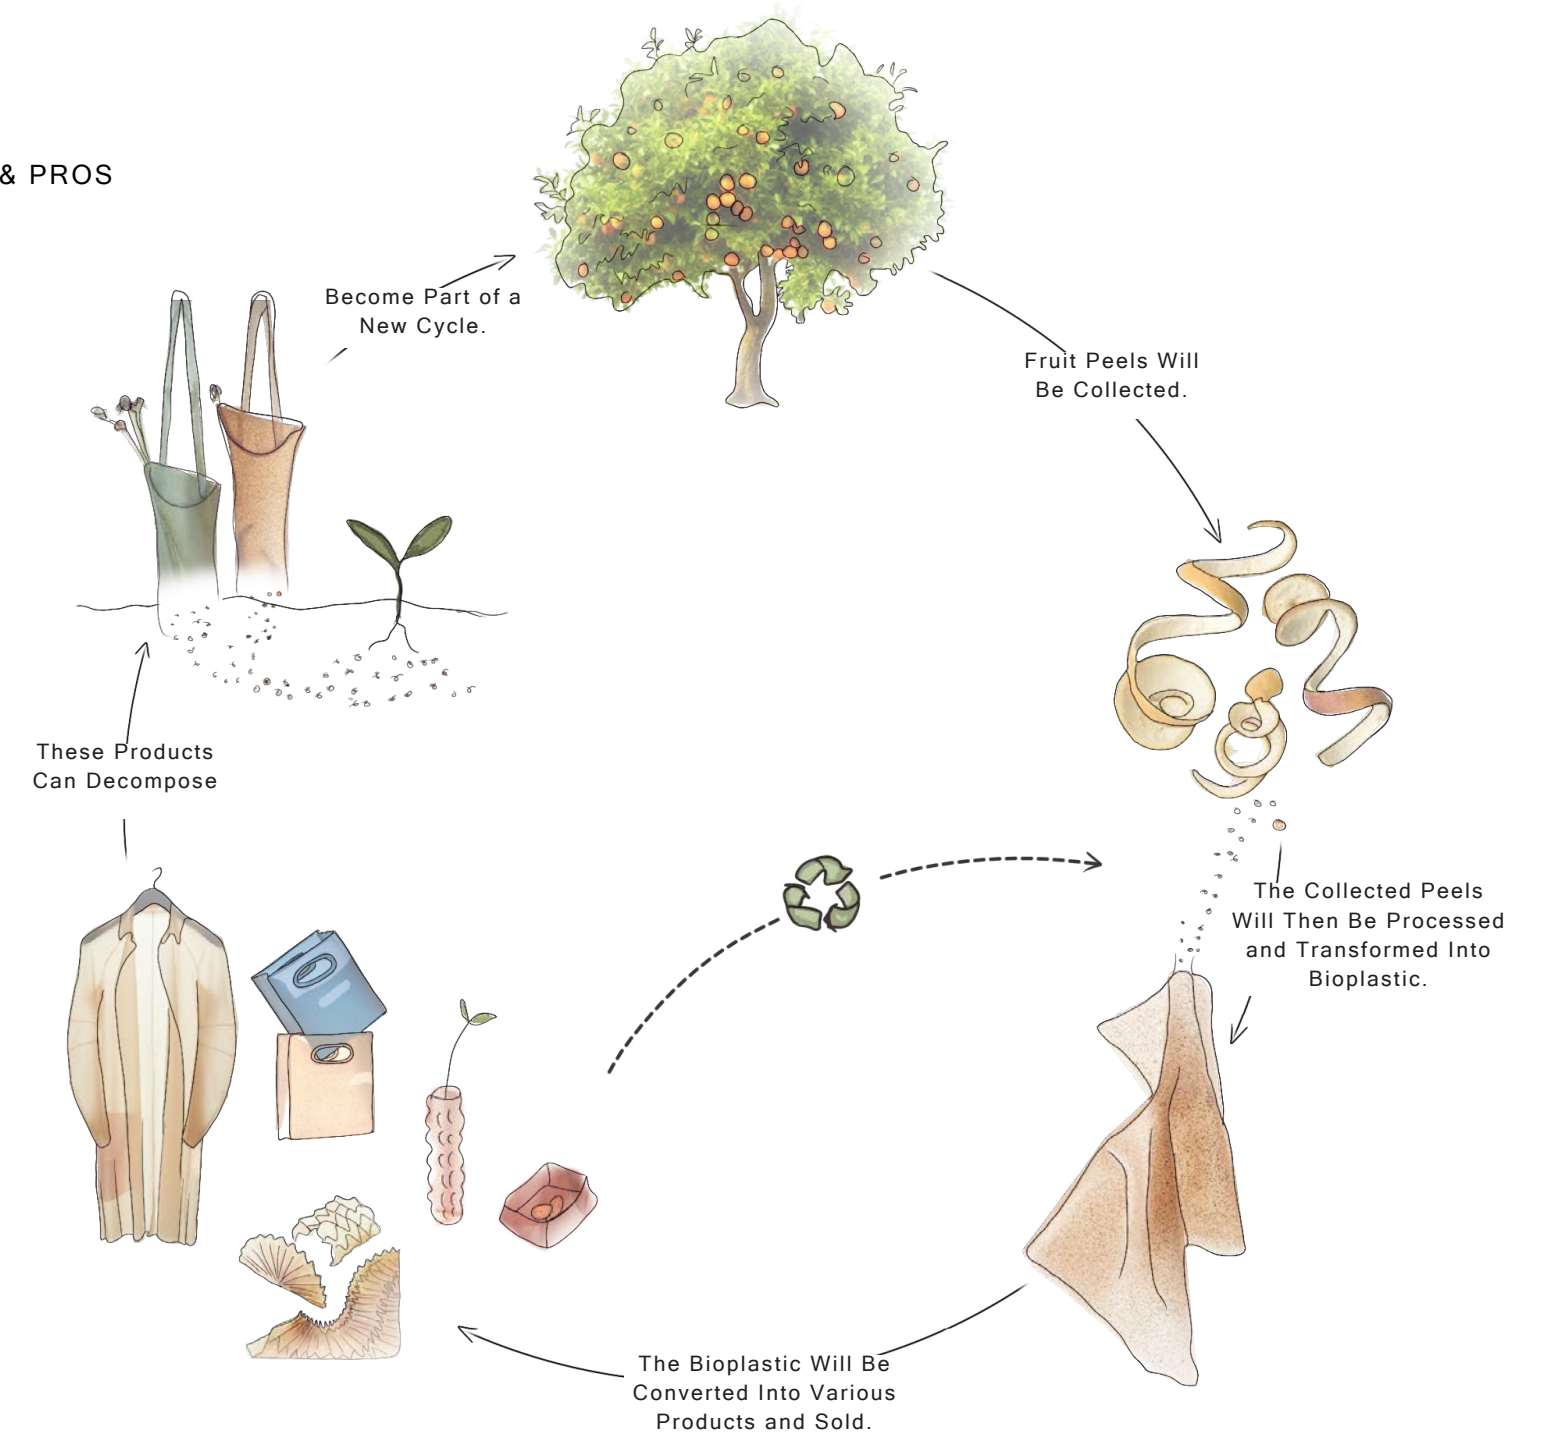 & PROS
Become Part of a
New Cycle.
Fruit Peels Will
Be Collected.
The Collected Peels
Will Then Be Processed
and Transformed Into
Bioplastic.
The Bioplastic Will Be
Converted Into Various
Products and Sold.
These Products
Can Decompose